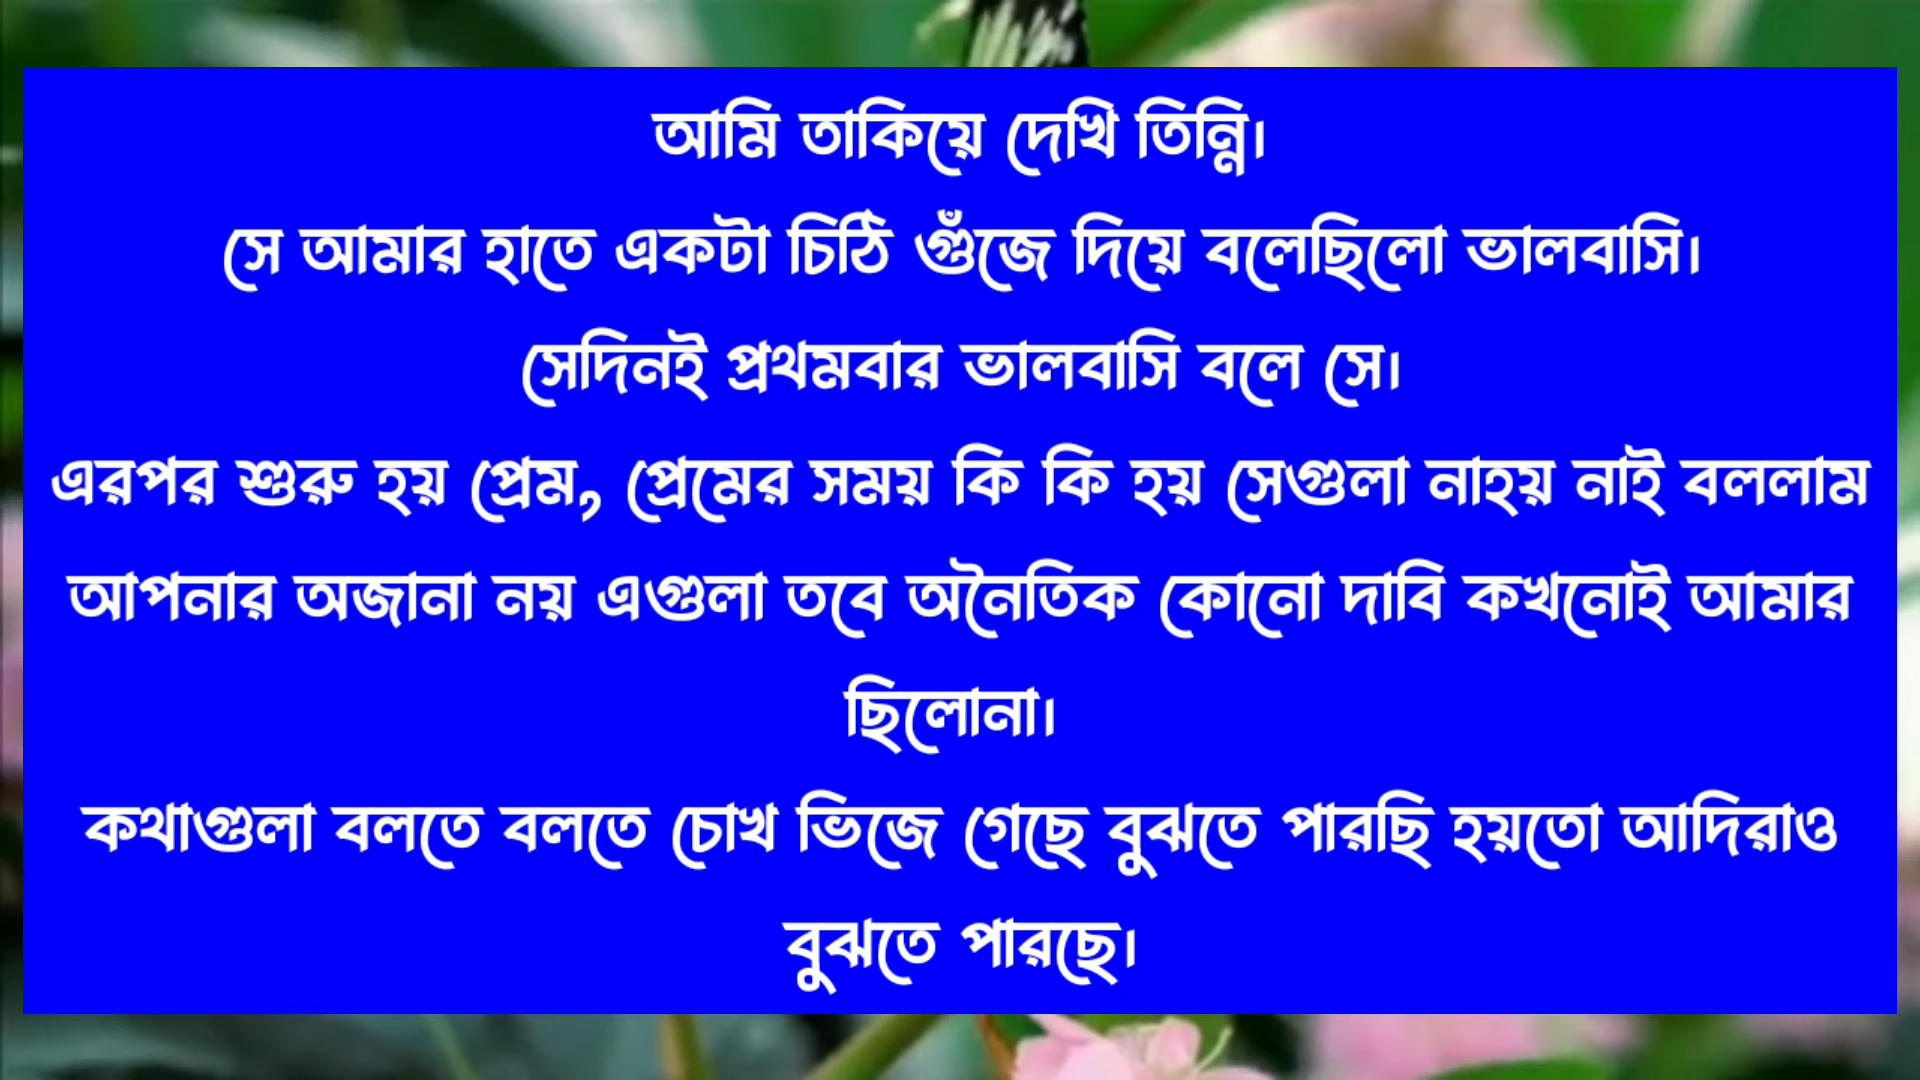 আমি তাকিয়ে দেখি তিন্নি।
সে আমার হাতে একটা চিঠি গুঁজে দিয়ে বলেছিলো ভালবাসি।
সেদিনই প্রথমবার ভালবাসি বলে সে।
এরপর শুরু হয় প্রেম, প্রেমের সময় কি কি হয় সেগুলা নাহয় নাই বললাম
আপনার অজানা নয় এগুলা তবে অনৈতিক কোনো দাবি কখনোই আমার
ছিলোনা।
কথাগুলা বলতে বলতে চোখ ভিজে গেছে বুঝতে পারছি হয়তো আদিরাও
বুঝতে পারছে।